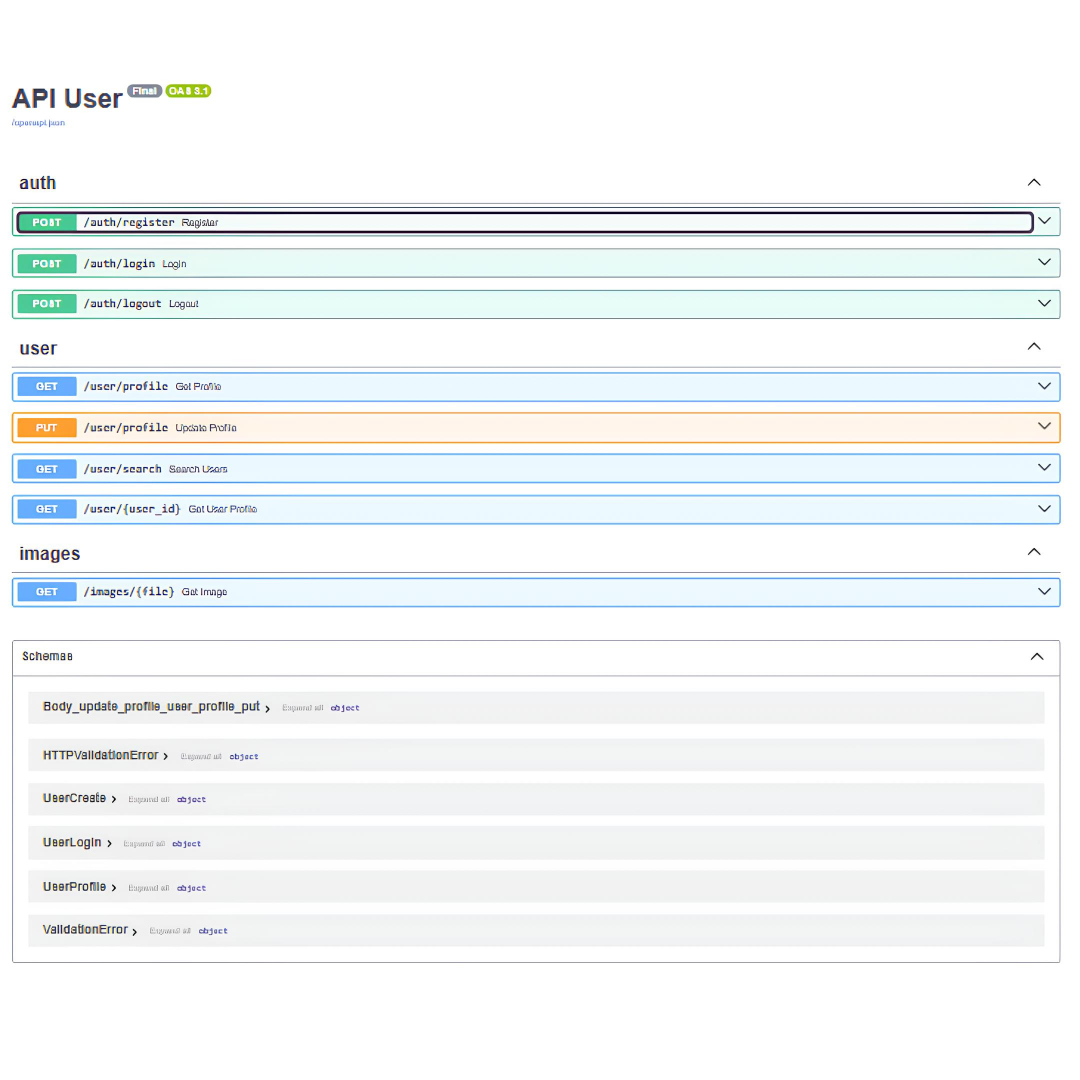 API User Final OAS 3.1
/openapi.json
auth
POST /auth/register Register
POST /auth/login Login
POST /auth/logout Logout
user
GET /user/profile Get Profile
PUT /user/profile Update Profile
GET /user/search Search Users
GET /user/{user_id} Get User Profile
images
GET /images/{file} Get Image
Schemas
Body_update_profile_user_profile_put Expand all object
HTTPValidationError Expand all object
UserCreate Expand all object
UserLogin Expand all object
UserProfile Expand all object
ValidationError Expand all object